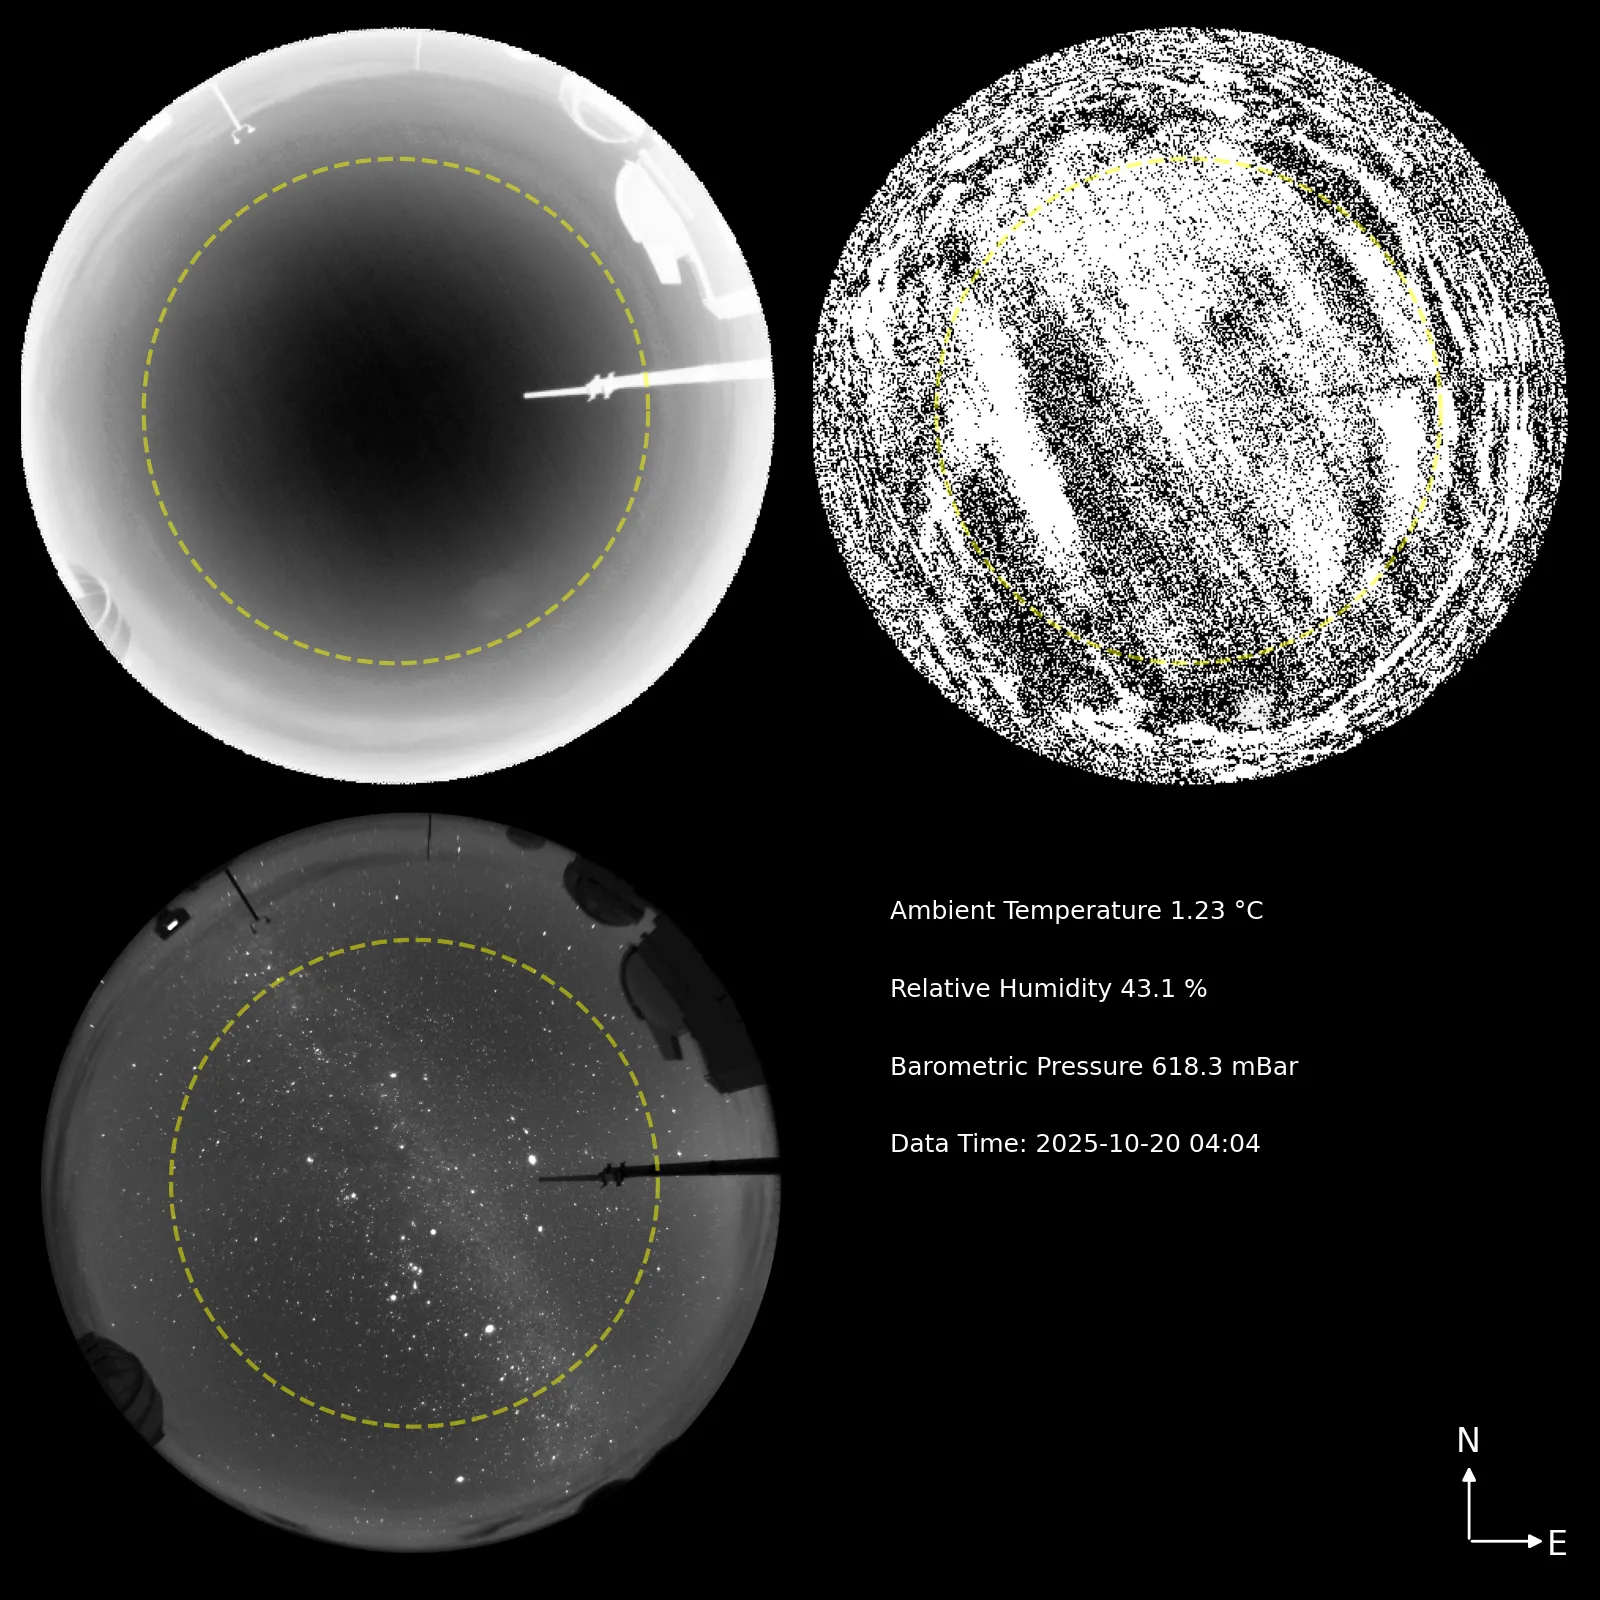 Ambient Temperature 1.23 °C
Relative Humidity 43.1 %
Barometric Pressure 618.3 mBar
Data Time: 2025-10-20 04:04
N
E